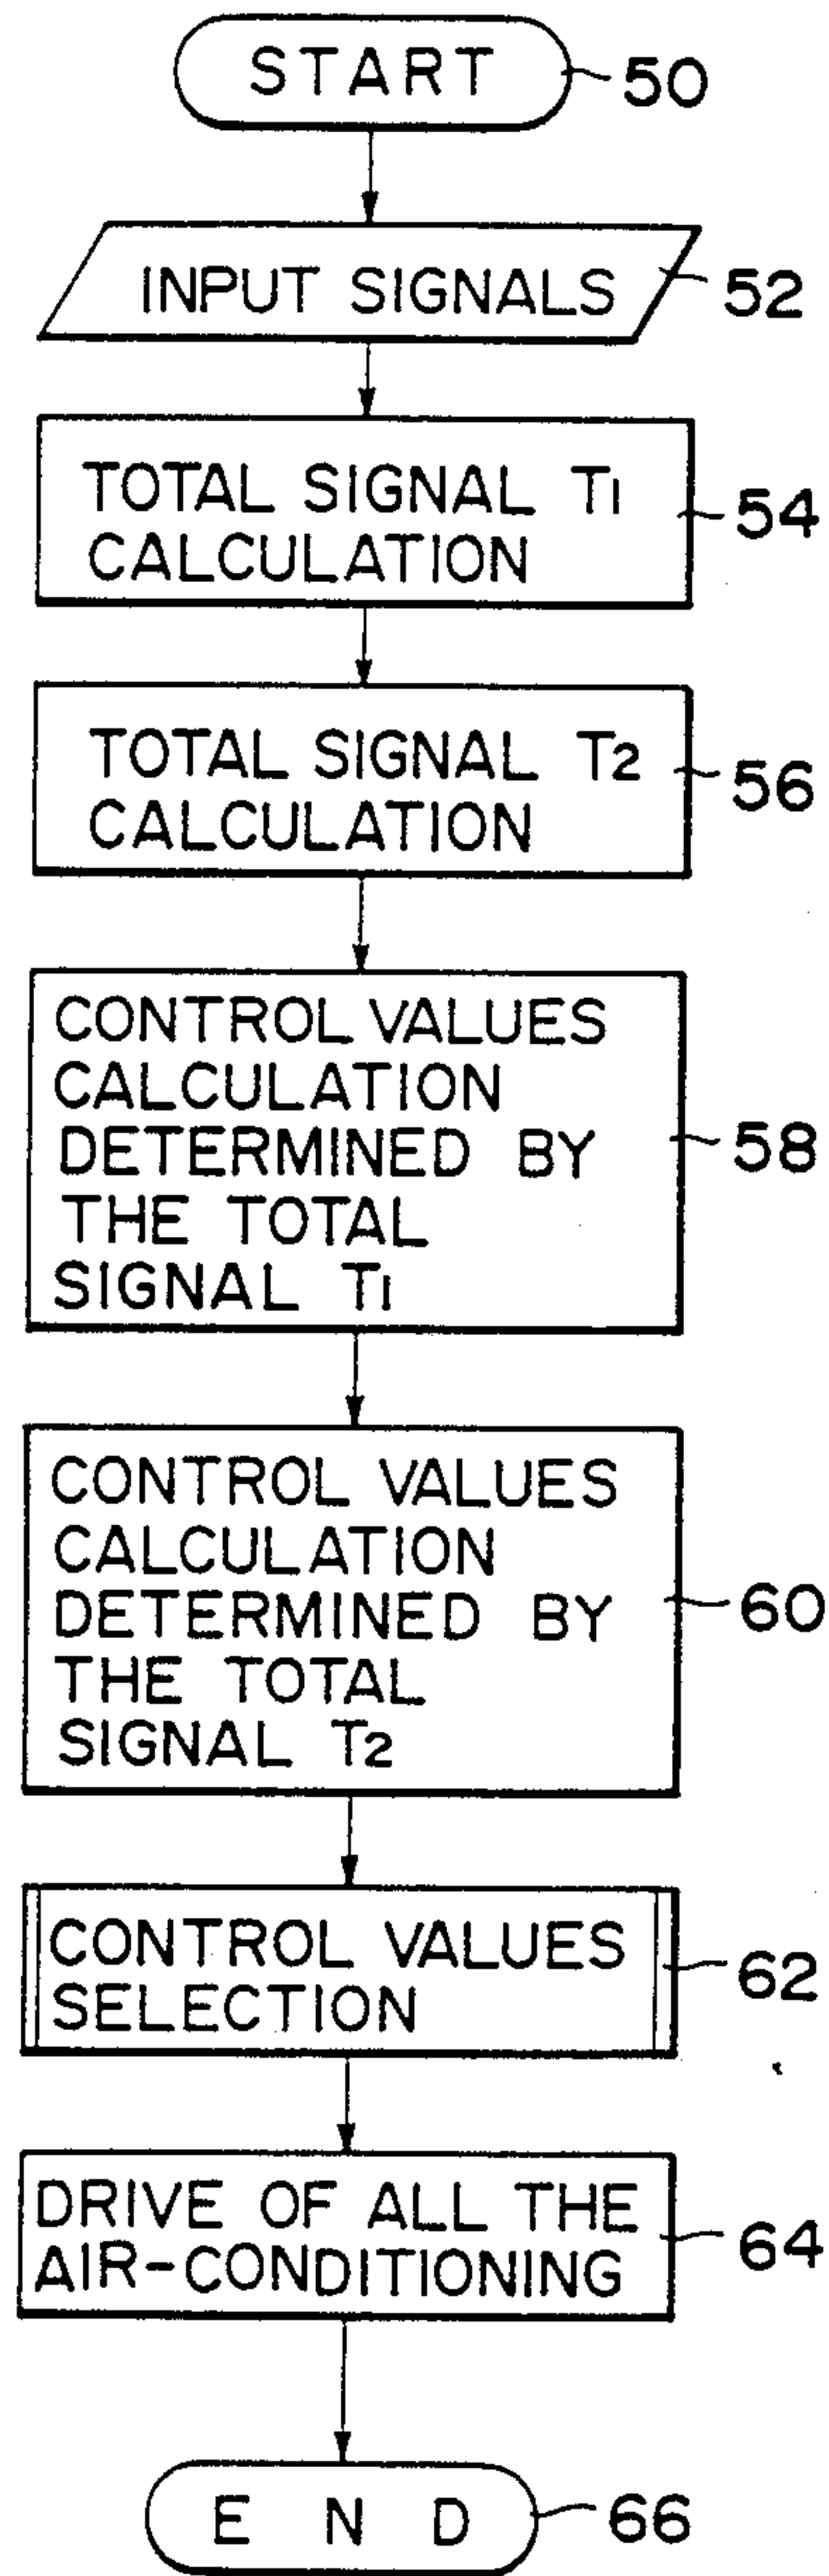 START
50
INPUT SIGNALS
52
TOTAL SIGNAL T1
CALCULATION
54
TOTAL SIGNAL T2
CALCULATION
56
CONTROL VALUES
CALCULATION
DETERMINED BY
THE TOTAL
SIGNAL T1
58
CONTROL VALUES
CALCULATION
DETERMINED BY
THE TOTAL
SIGNAL T2
60
CONTROL VALUES
SELECTION
62
DRIVE OF ALL THE
AIR-CONDITIONING
64
END
66